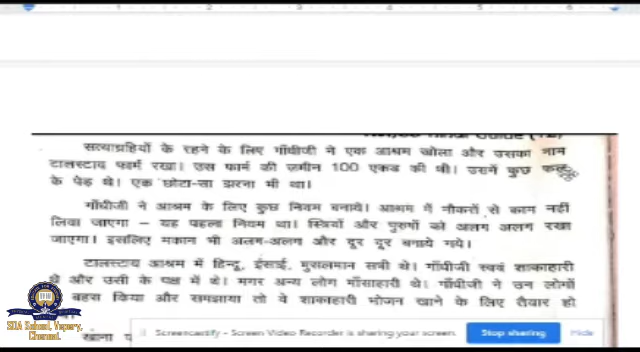 सत्याग्रहियों के रहने के लिए गाँधीजी ने एक आश्रम खोला और उसका नाम
टालस्टाय फार्म रखा। उस फार्म की ज़मीन 100 एकड की थी। उसमें कुछ फल
के पेड़ थे। एक छोटा-सा झरना भी था।
गाँधीजी ने आश्रम के लिए कुछ नियम बनाये। आश्रम में नौकरों से काम नहीं
लिया जाएगा – यह पहला नियम था। स्त्रियों और पुरुषों को अलग अलग रखा
जाएगा। इसलिए मकान भी अलग-अलग और दूर दूर बनाये गये।
टालस्टाय आश्रम में हिन्दू, ईसाई, मुसलमान सभी थे। गाँधीजी स्वयं शाकाहारी
थे और उसी के पक्ष में थे। मगर अन्य लोग माँसाहारी थे। गाँधीजी ने उन लोगों
बहस किया और समझाया तो वे शाकाहारी भोजन खाने के लिए तैयार हो
खाना
SDA School, Vepery,
Chennai.
Screencastify – Screen Video Recorder is sharing your screen.
Stop sharing
Hide